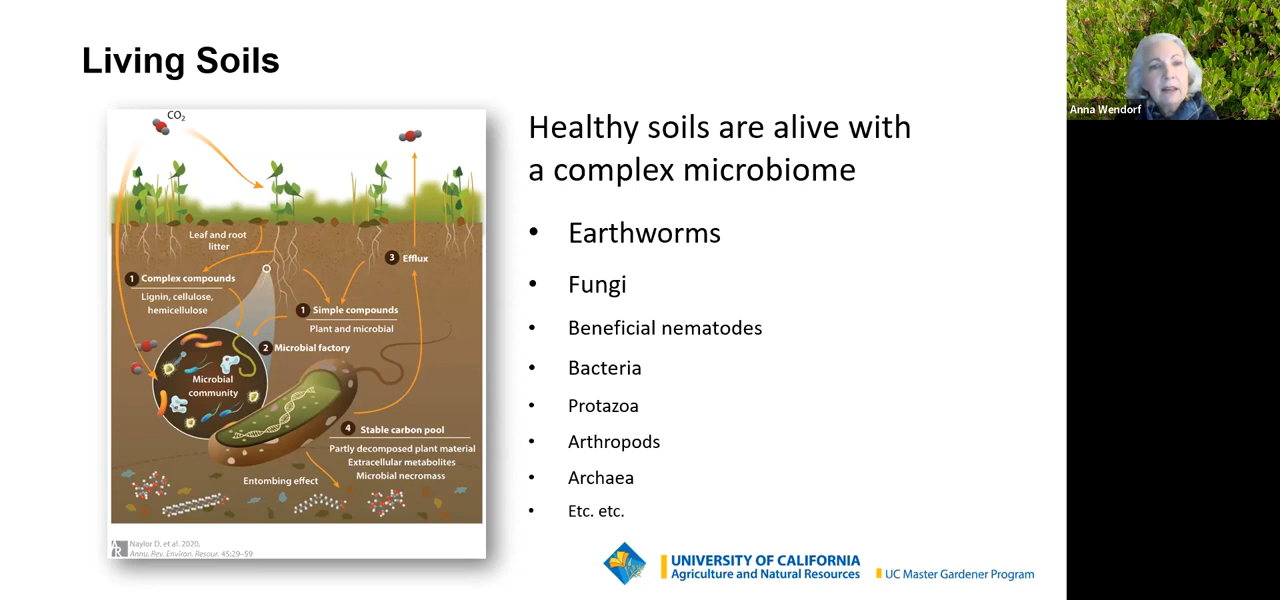 Living Soils
CO2
Leaf and root
litter
3 Efflux
1 Complex compounds
Lignin, cellulose,
hemicellulose
1 Simple compounds
Plant and microbial
2 Microbial factory
Microbial
community
4 Stable carbon pool
Partly decomposed plant material
Extracellular metabolites
Microbial necromass
Entombing effect
AR Naylor D, et al. 2020,
Annu. Rev. Environ. Resour. 45:29–59
Healthy soils are alive with
a complex microbiome
• Earthworms
• Fungi
• Beneficial nematodes
• Bacteria
• Protazoa
• Arthropods
• Archaea
• Etc. etc.
UNIVERSITY OF CALIFORNIA
Agriculture and Natural Resources
UC Master Gardener Program
Anna Wendorf